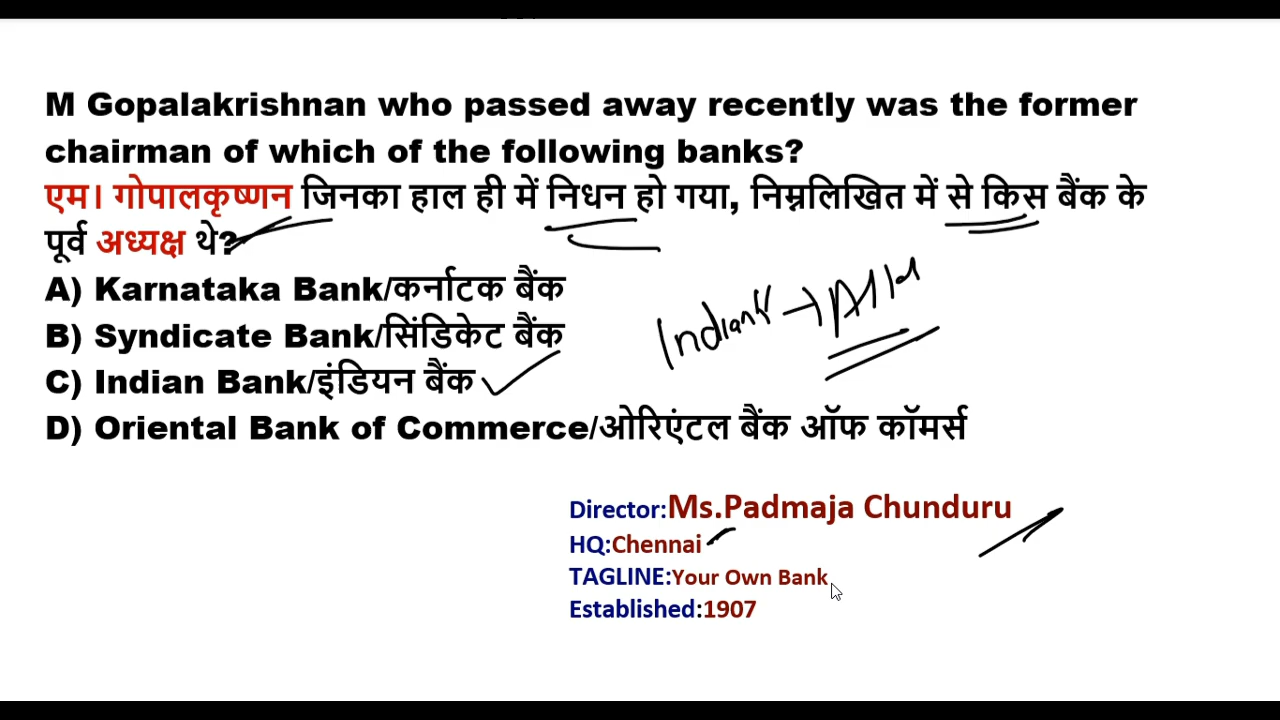 M Gopalakrishnan who passed away recently was the former
chairman of which of the following banks?
एम। गोपालकृष्णन जिनका हाल ही में निधन हो गया, निम्नलिखित में से किस बैंक के
पूर्व अध्यक्ष थे?
A) Karnataka Bank/कर्नाटक बैंक
B) Syndicate Bank/सिंडिकेट बैंक
C) Indian Bank/इंडियन बैंक
D) Oriental Bank of Commerce/ओरिएंटल बैंक ऑफ कॉमर्स
Director:Ms.Padmaja Chunduru
HQ:Chennai
TAGLINE:Your Own Bank
Established:1907